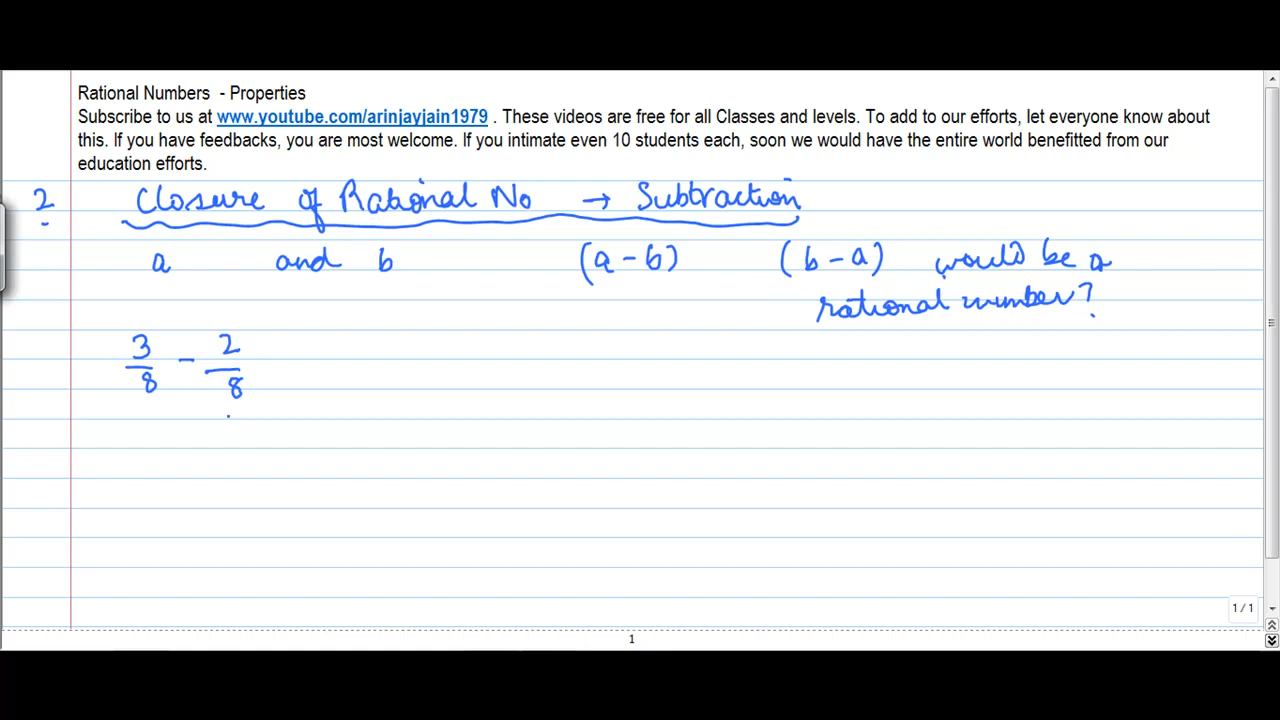 Rational Numbers - Properties
Subscribe to us at www.youtube.com/arinjayjain1979 . These videos are free for all Classes and levels. To add to our efforts, let everyone know about
this. If you have feedbacks, you are most welcome. If you intimate even 10 students each, soon we would have the entire world benefitted from our
education efforts.
2 Closure of Rational No → Subtraction
a and b (a - b) (b - a) would be a
rational number?
3/8 - 2/8
1 / 1
1